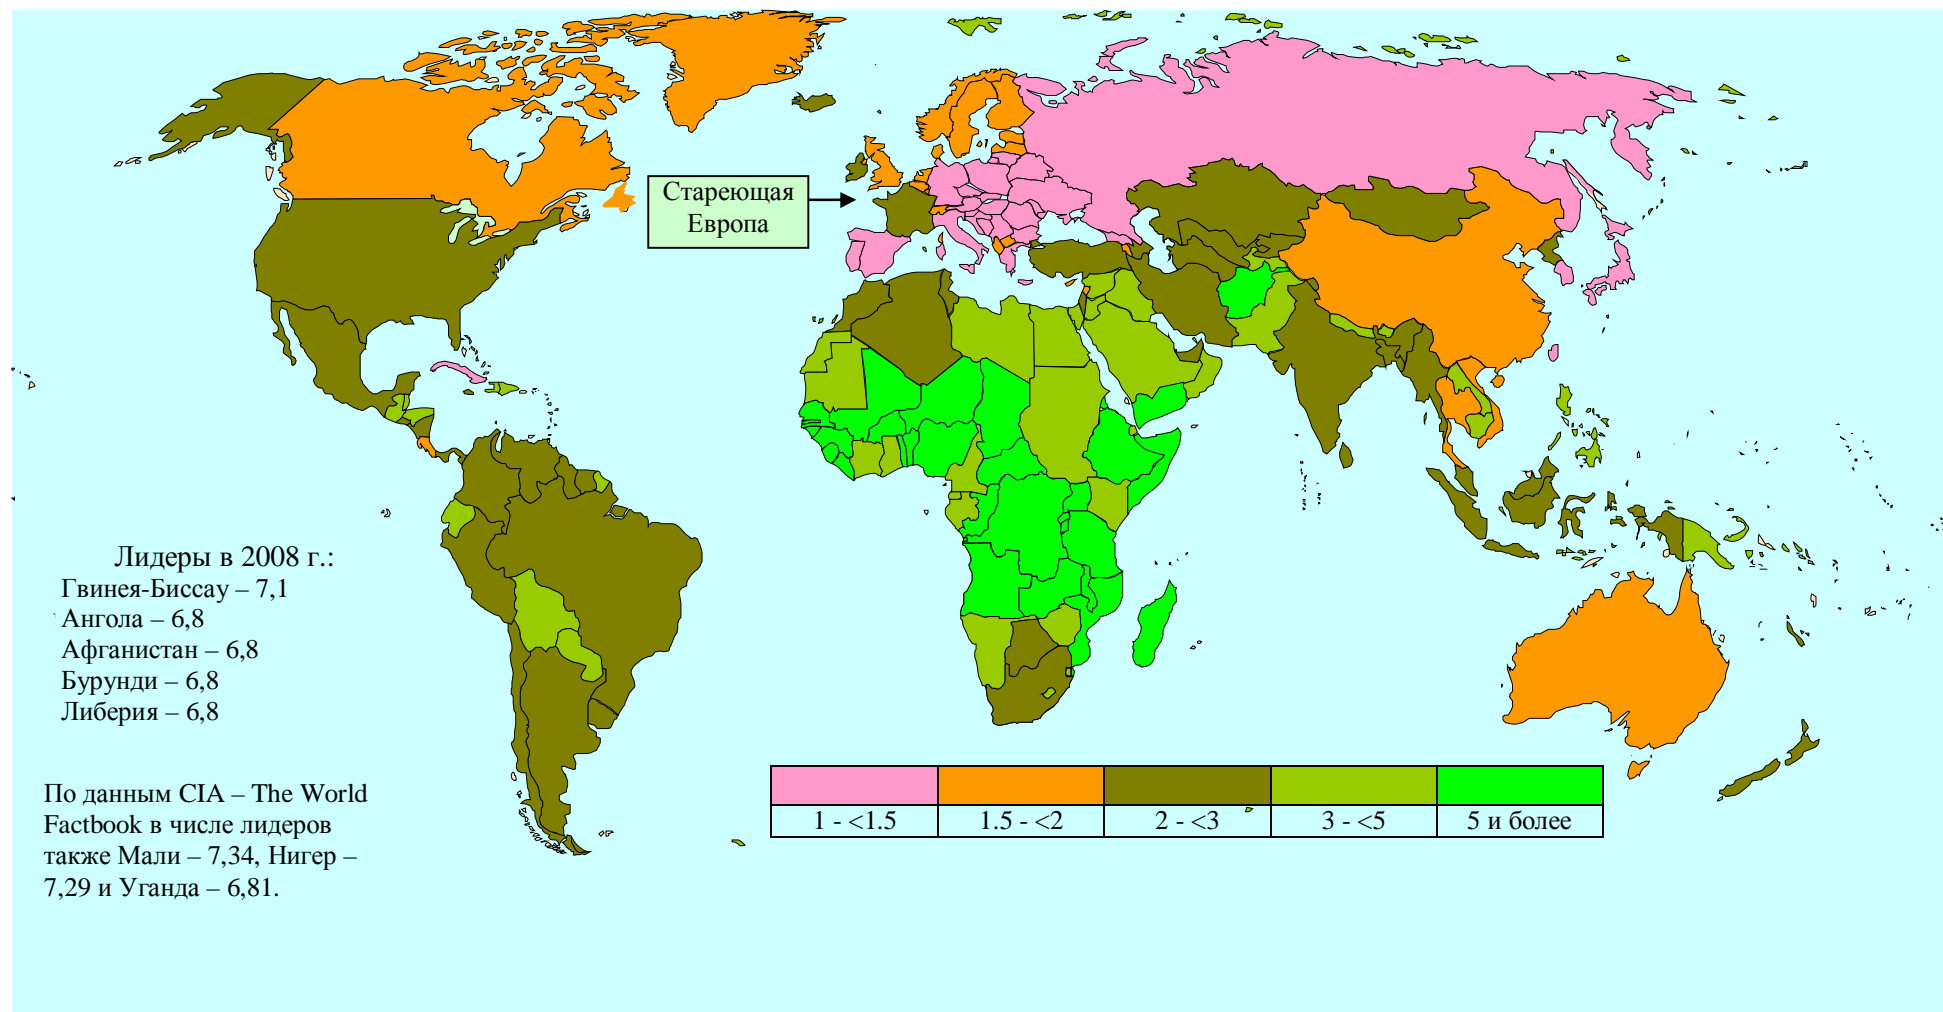 Стареющая
Европа
Лидеры в 2008 г.:
Гвинея-Биссау – 7,1
Ангола – 6,8
Афганистан – 6,8
Бурунди – 6,8
Либерия – 6,8
По данным CIA – The World
Factbook в числе лидеров
также Мали – 7,34, Нигер –
7,29 и Уганда – 6,81.
1 - <1.5 1.5 - <2 2 - <3 3 - <5 5 и более